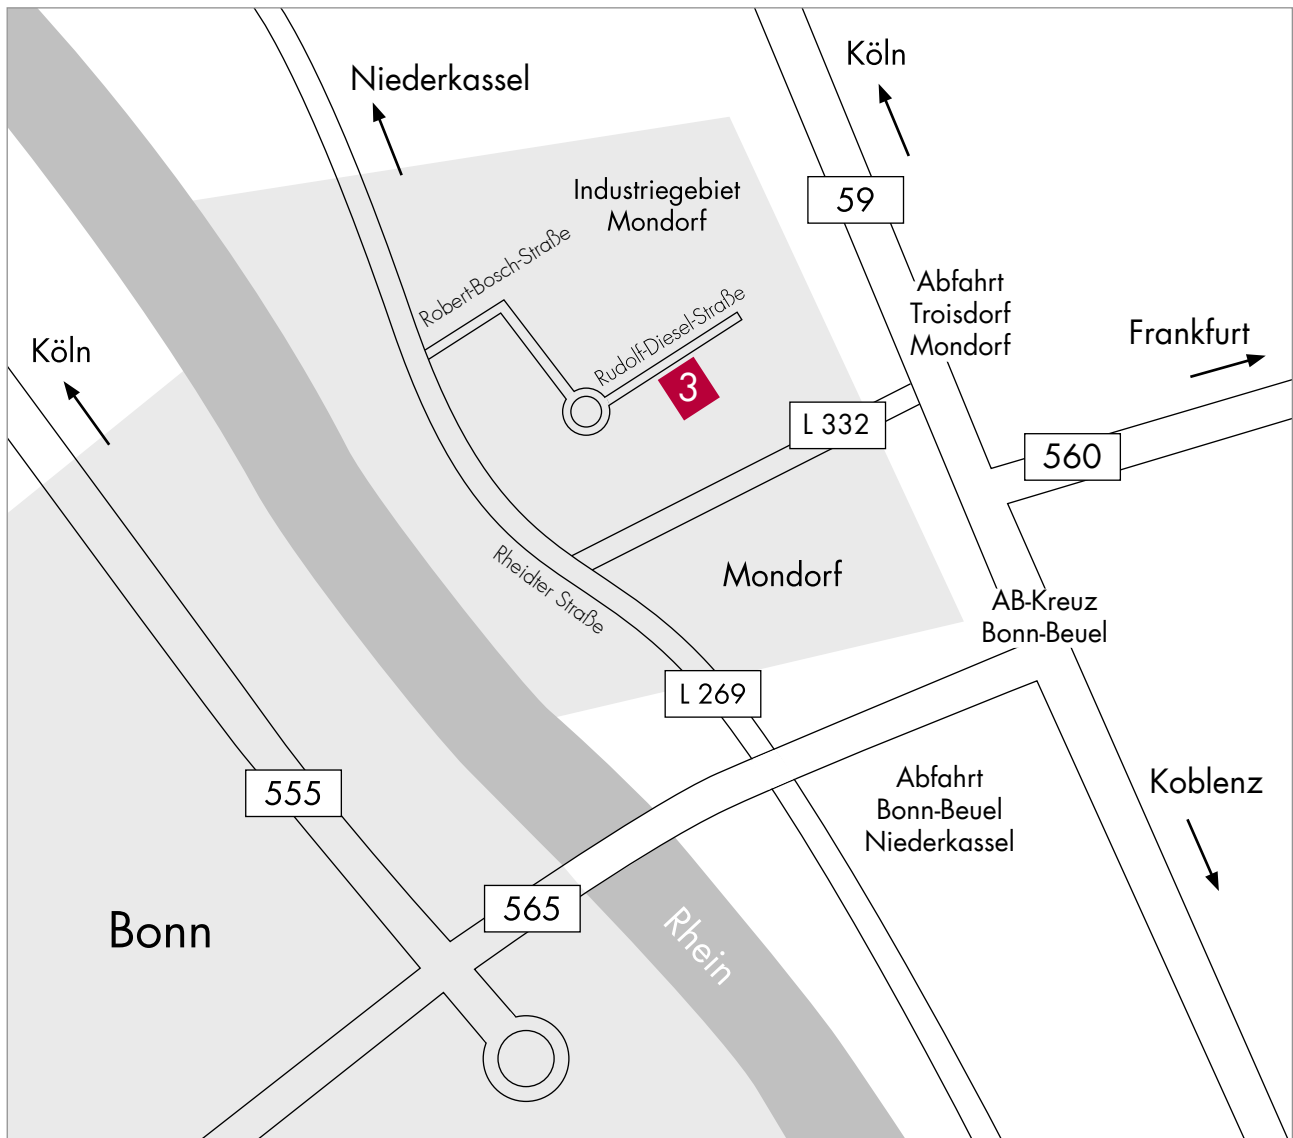 Köln
Niederkassel
59
Industriegebiet
Mondorf
Robert-Bosch-Straße
Rudolf-Diesel-Straße
3
Abfahrt
Troisdorf
Mondorf
Frankfurt
Köln
L 332
560
Rheidter Straße
Mondorf
AB-Kreuz
Bonn-Beuel
L 269
555
Abfahrt
Bonn-Beuel
Niederkassel
Koblenz
565
Bonn
Rhein